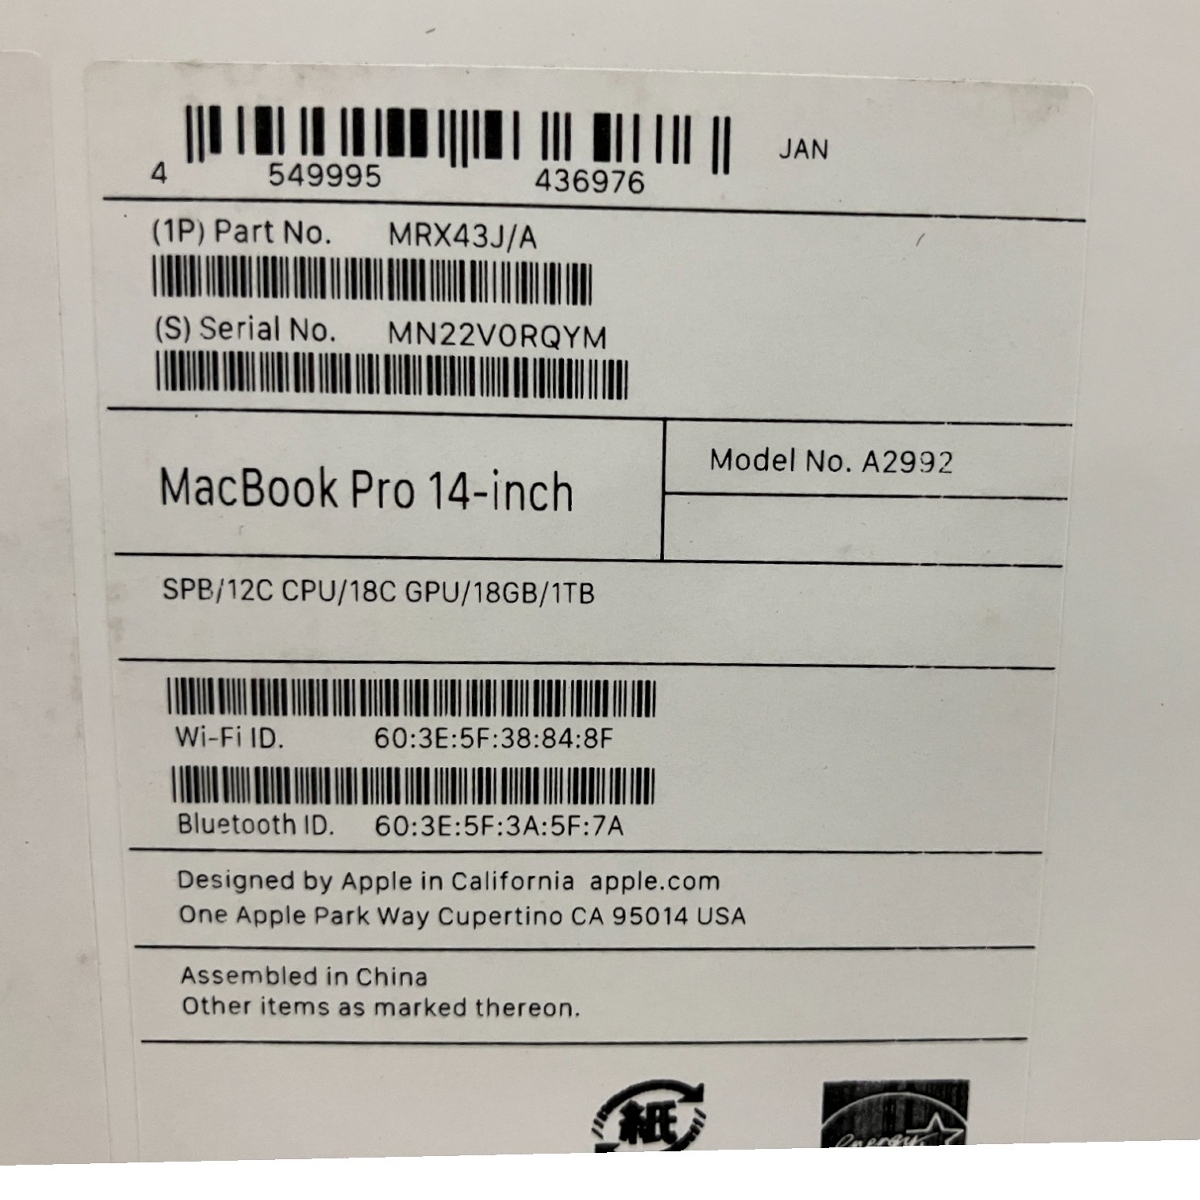 4 549995 436976 JAN
(1P) Part No. MRX43J/A
(S) Serial No. MN22V0RQYM
MacBook Pro 14-inch
Model No. A2992
SPB/12C CPU/18C GPU/18GB/1TB
Wi-Fi ID. 60:3E:5F:38:84:8F
Bluetooth ID. 60:3E:5F:3A:5F:7A
Designed by Apple in California apple.com
One Apple Park Way Cupertino CA 95014 USA
Assembled in China
Other items as marked thereon.
紙
energy